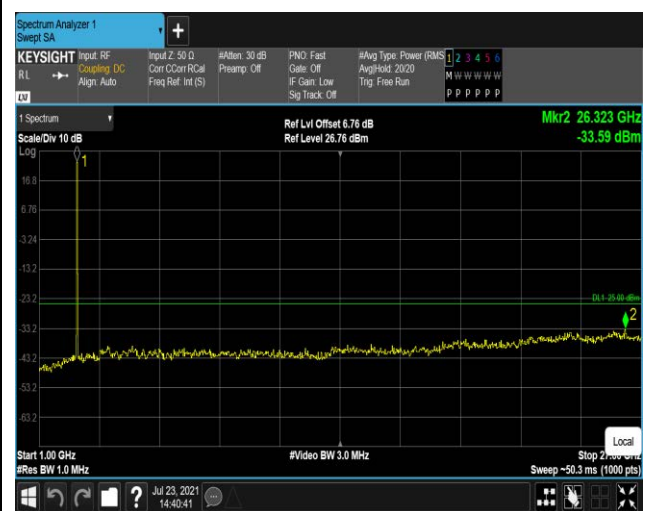 Spectrum Analyzer 1
Swept SA
+
KEYSIGHT Input: RF Input Z: 50 Ω #Atten: 30 dB PNO: Fast #Avg Type: Power (RMS 1 2 3 4 5 6
RL Coupling: DC Corr CCorr RCal Preamp: Off Gate: Off Avg|Hold: 20/20 M W W W W W
Align: Auto Freq Ref: Int (S) IF Gain: Low Trig: Free Run
Sig Track: Off P P P P P P
LXI
1 Spectrum Ref Lvl Offset 6.76 dB Mkr2 26.323 GHz
Scale/Div 10 dB Ref Level 26.76 dBm -33.59 dBm
Log
1
16.8
6.76
-3.24
-13.2
-23.2
DL1 -25.00 dBm
2
-33.2
-43.2
-53.2
-63.2
Local
Start 1.00 GHz #Video BW 3.0 MHz Stop
#Res BW 1.0 MHz Sweep ~50.3 ms (1000 pts)
? Jul 23, 2021
14:40:41